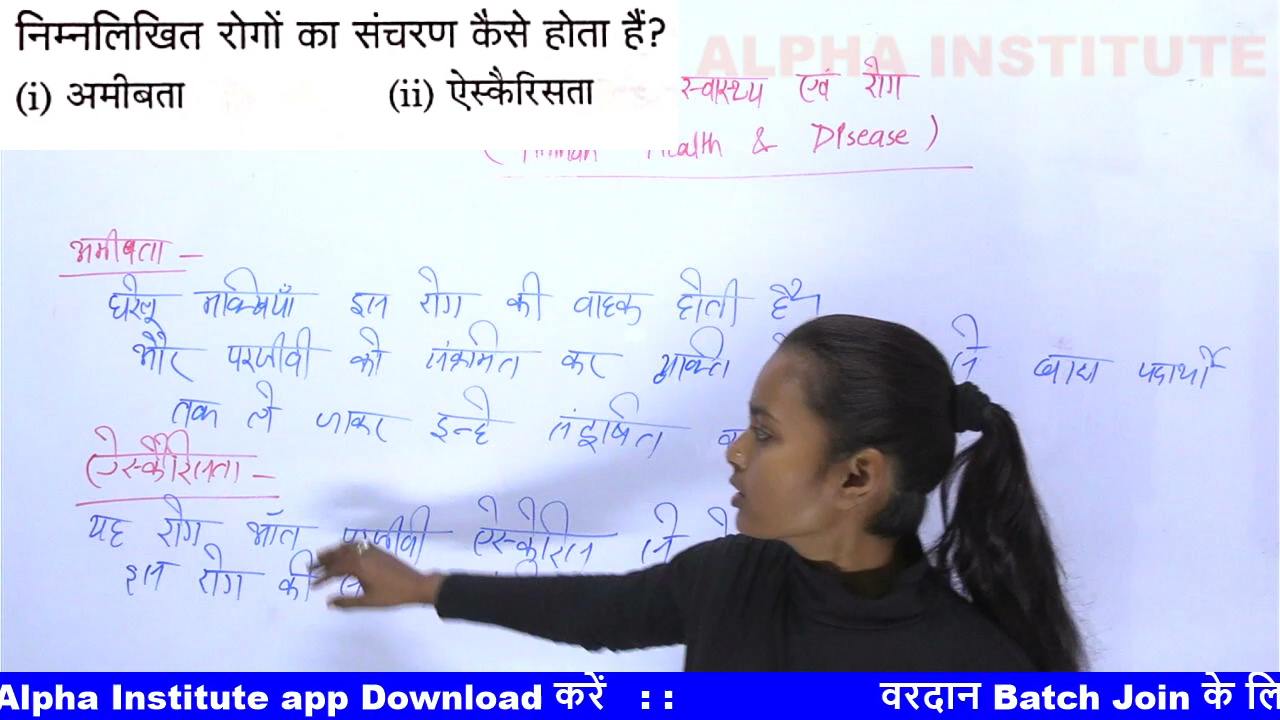 निम्नलिखित रोगों का संचरण कैसे होता हैं?
(i) अमीबता (ii) ऐस्कैरिसता
ALPHA INSTITUTE
स्वास्थ्य एवं रोग
Health & Disease )
अमीबता –
घरेलू मक्खियाँ इस रोग की वाहक होती है
और परजीवी को संक्रमित कर व्यक्ति से खाद्य पदार्थो
तक ले जाकर इन्हे संदूषित
ऐस्कैरिसता –
यह रोग आँत परजीवी ऐस्केरिस से
इस रोग की
Alpha Institute app Download करें : : वरदान Batch Join के लि